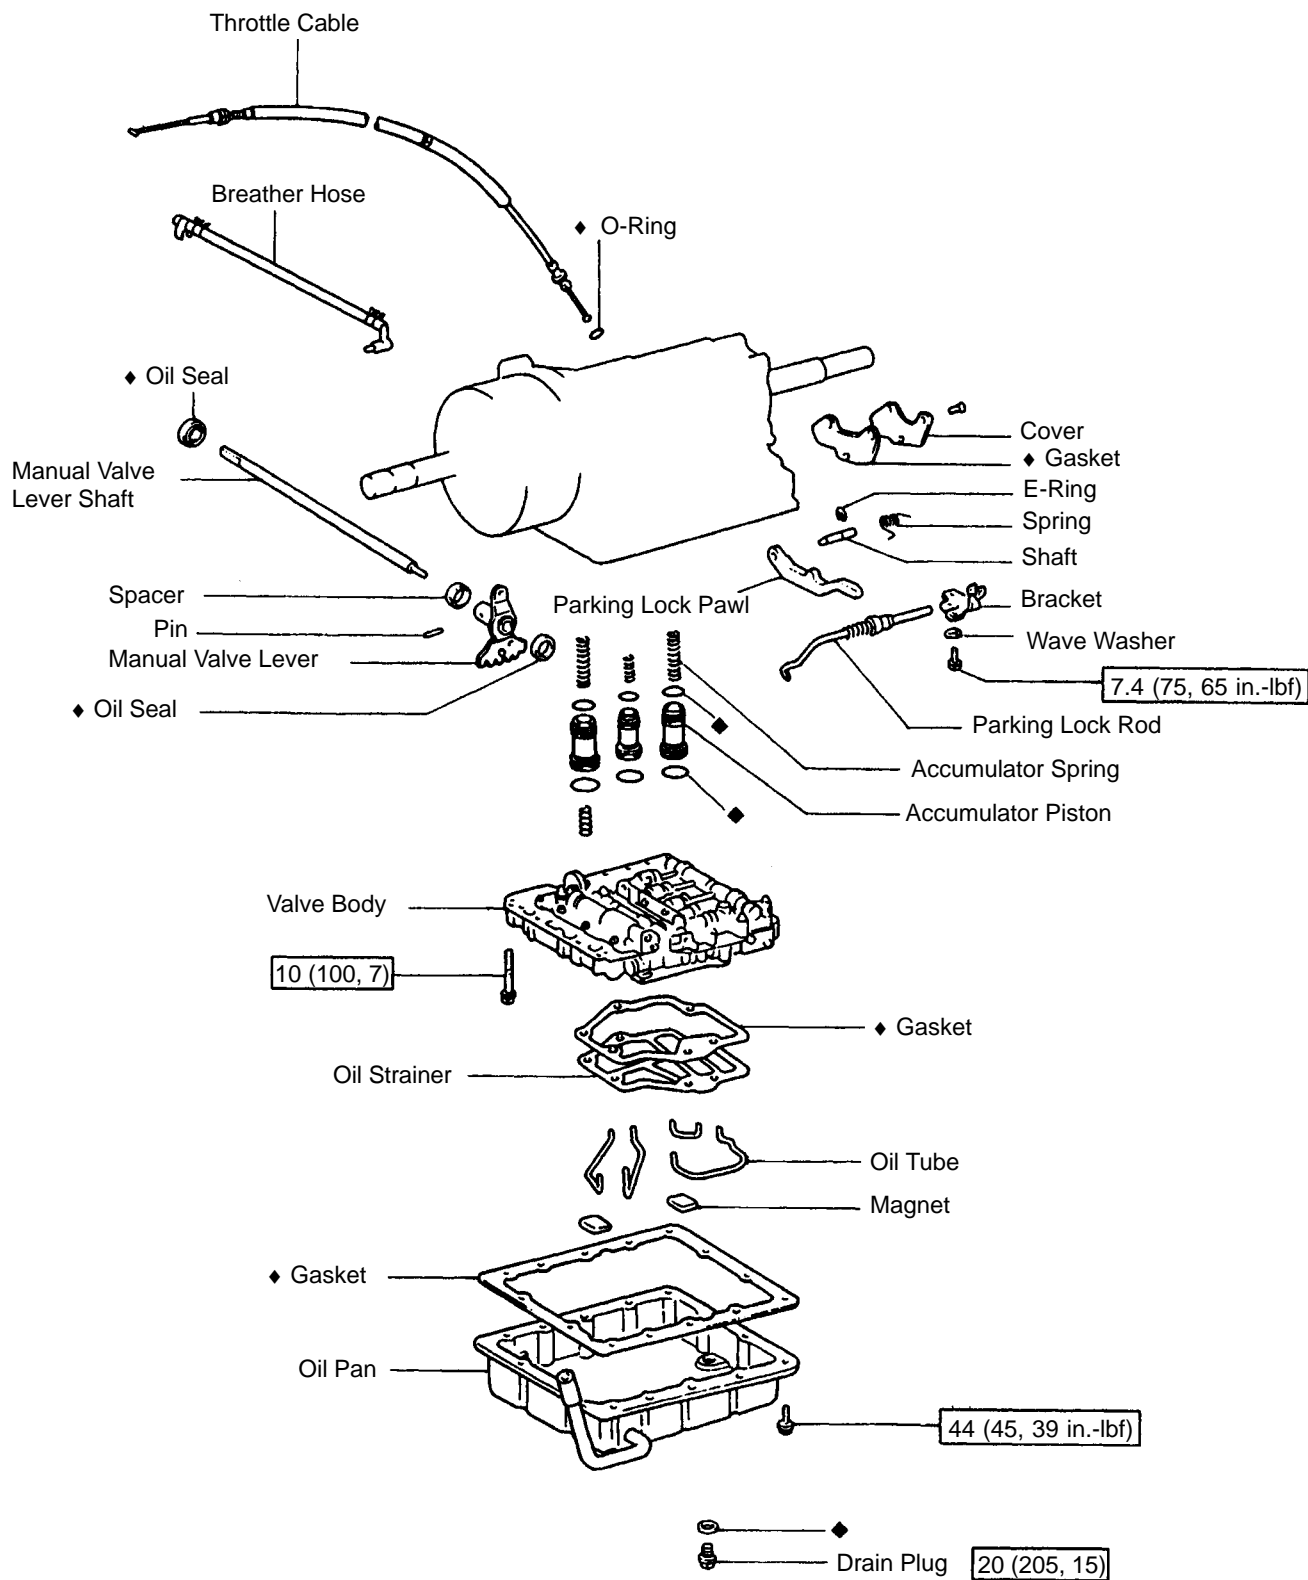 Throttle Cable
Breather Hose
♦ O-Ring
♦ Oil Seal
Manual Valve
Lever Shaft
Cover
♦ Gasket
E-Ring
Spring
Shaft
Spacer
Parking Lock Pawl
Bracket
Pin
Manual Valve Lever
Wave Washer
7.4 (75, 65 in.-lbf)
♦ Oil Seal
♦
Parking Lock Rod
Accumulator Spring
♦
Accumulator Piston
Valve Body
10 (100, 7)
♦ Gasket
Oil Strainer
Oil Tube
Magnet
♦ Gasket
Oil Pan
44 (45, 39 in.-lbf)
♦
Drain Plug 20 (205, 15)